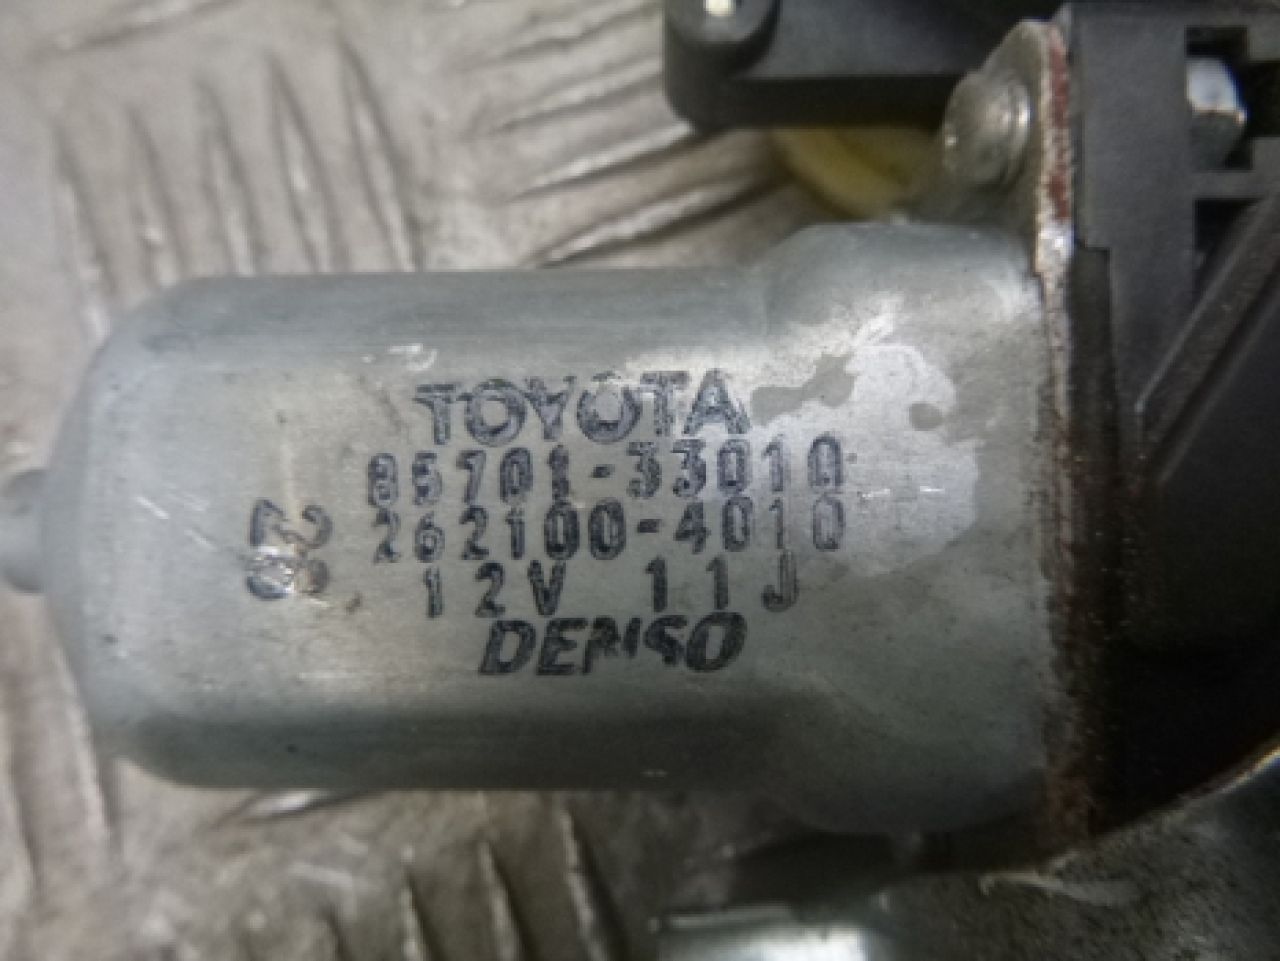 TOYOTA
85701-33010
262100-4010
12V 11J
DENSO